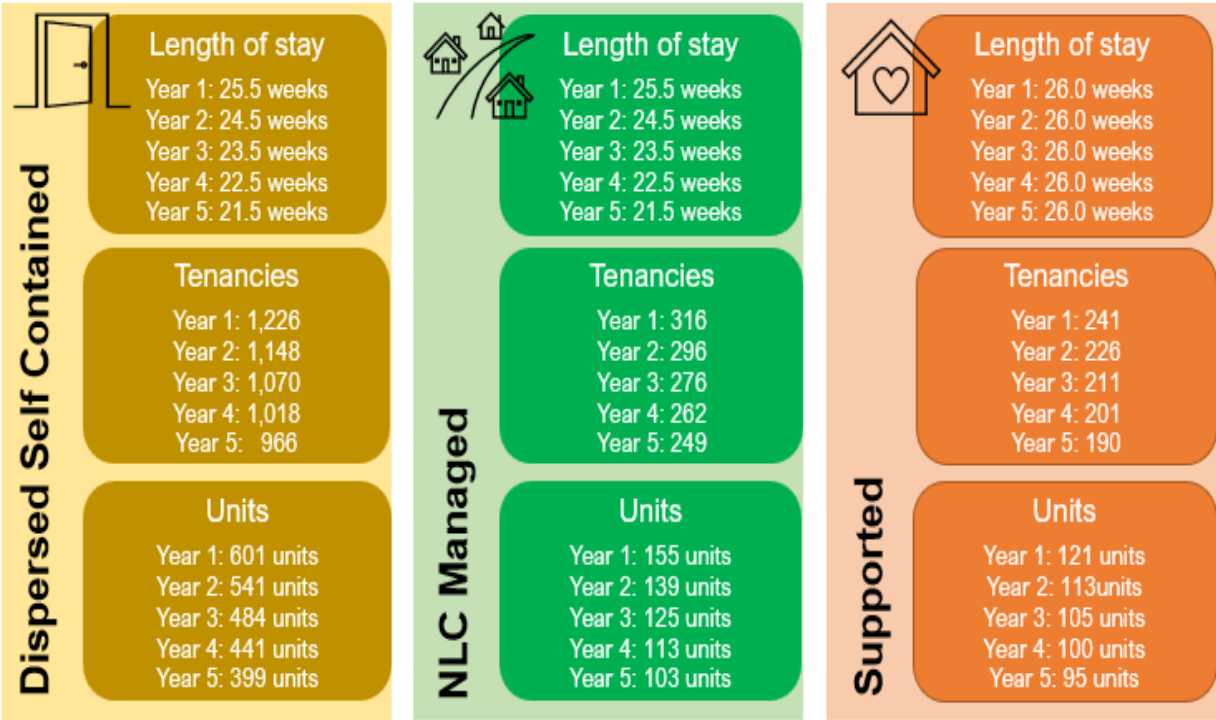 Dispersed Self Contained
Length of stay
Year 1: 25.5 weeks
Year 2: 24.5 weeks
Year 3: 23.5 weeks
Year 4: 22.5 weeks
Year 5: 21.5 weeks
Tenancies
Year 1: 1,226
Year 2: 1,148
Year 3: 1,070
Year 4: 1,018
Year 5: 966
Units
Year 1: 601 units
Year 2: 541 units
Year 3: 484 units
Year 4: 441 units
Year 5: 399 units
NLC Managed
Length of stay
Year 1: 25.5 weeks
Year 2: 24.5 weeks
Year 3: 23.5 weeks
Year 4: 22.5 weeks
Year 5: 21.5 weeks
Tenancies
Year 1: 316
Year 2: 296
Year 3: 276
Year 4: 262
Year 5: 249
Units
Year 1: 155 units
Year 2: 139 units
Year 3: 125 units
Year 4: 113 units
Year 5: 103 units
Supported
Length of stay
Year 1: 26.0 weeks
Year 2: 26.0 weeks
Year 3: 26.0 weeks
Year 4: 26.0 weeks
Year 5: 26.0 weeks
Tenancies
Year 1: 241
Year 2: 226
Year 3: 211
Year 4: 201
Year 5: 190
Units
Year 1: 121 units
Year 2: 113units
Year 3: 105 units
Year 4: 100 units
Year 5: 95 units